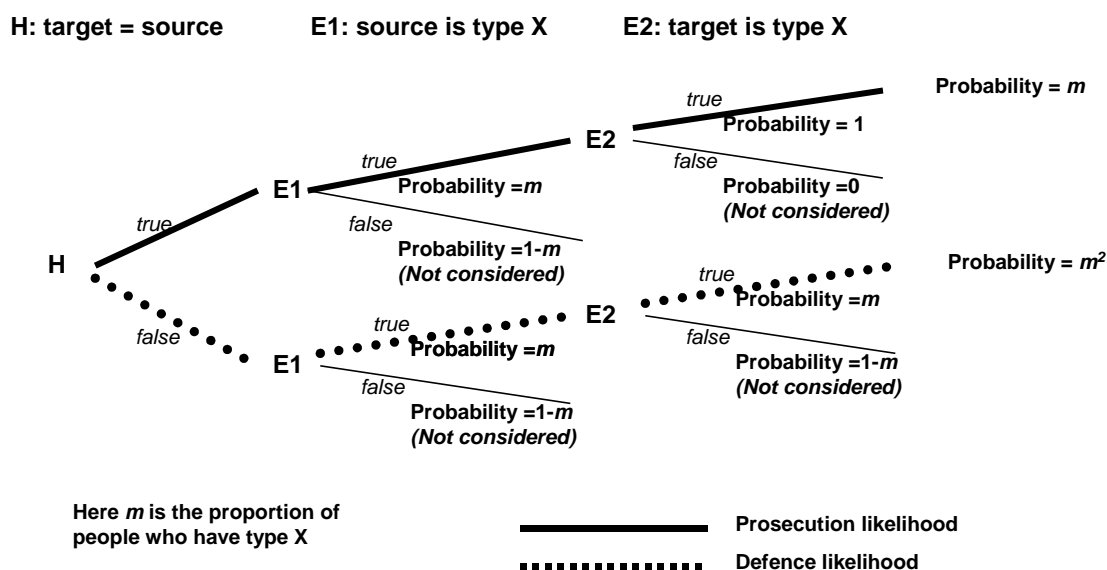 H: target = source E1: source is type X E2: target is type X
true
Probability = m
Probability = 1
E2
false
true
Probability =0
(Not considered)
E1
Probability =m
true
false
Probability =1-m
(Not considered)
H
Probability = m²
true
E2
Probability =m
true
false
false
Probability =m
E1
Probability =1-m
(Not considered)
false
Probability =1-m
(Not considered)
Here m is the proportion of
people who have type X
Prosecution likelihood
Defence likelihood